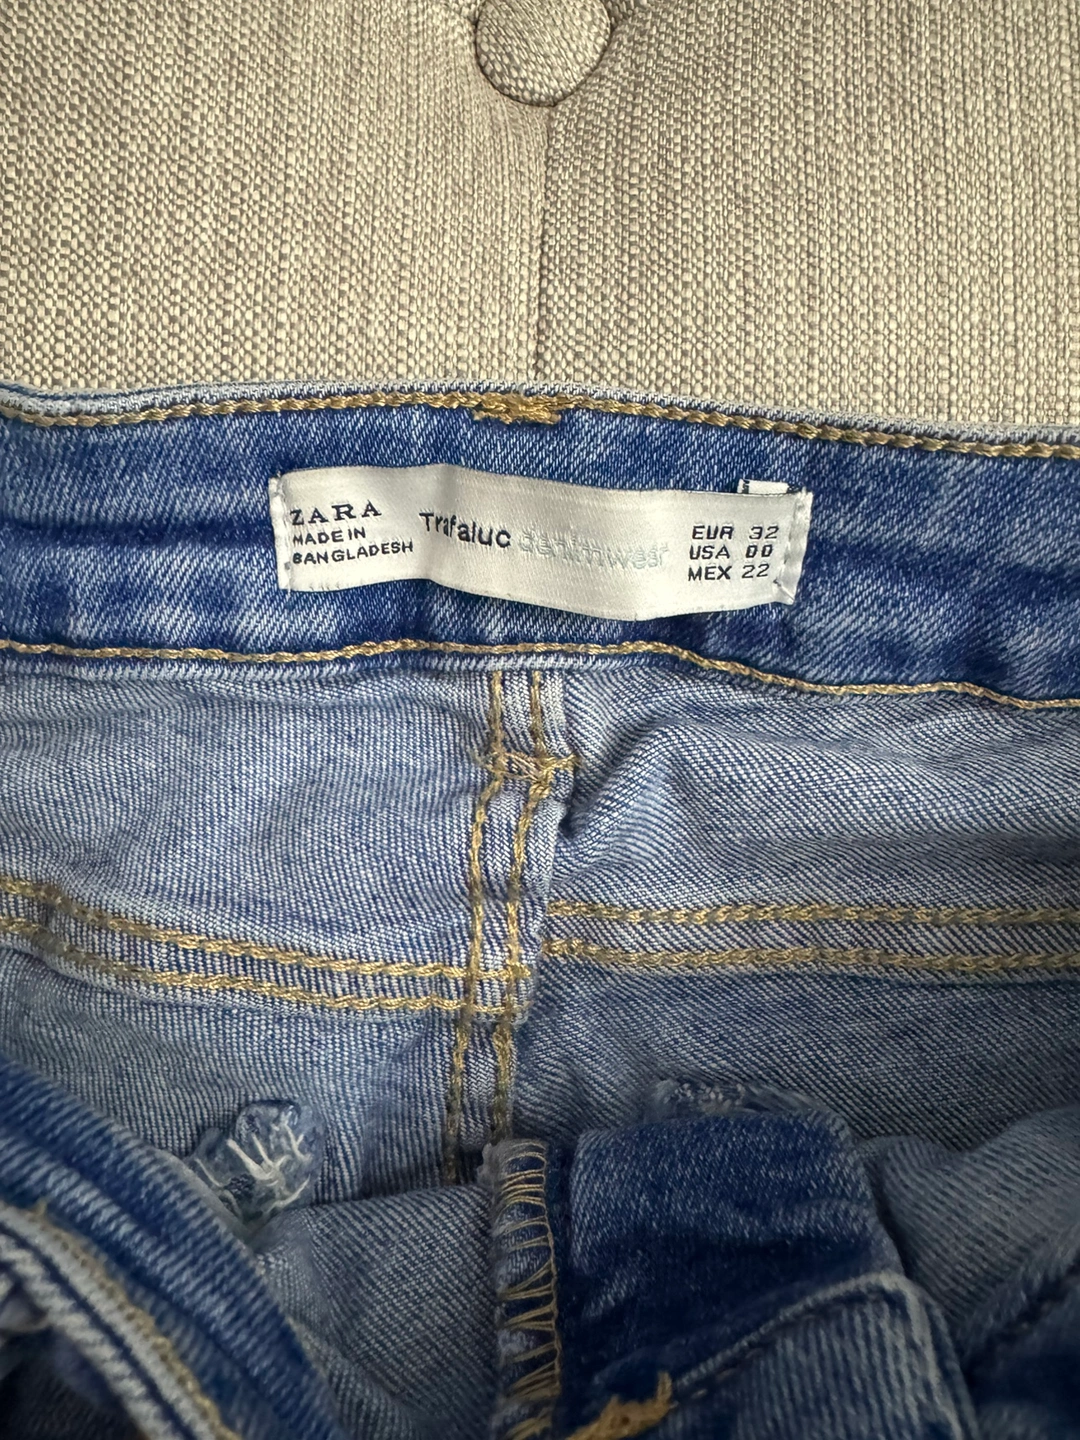 ZARA
MADE IN
BANGLADESH
Trafaluc denimwear
EUR 32
USA 00
MEX 22